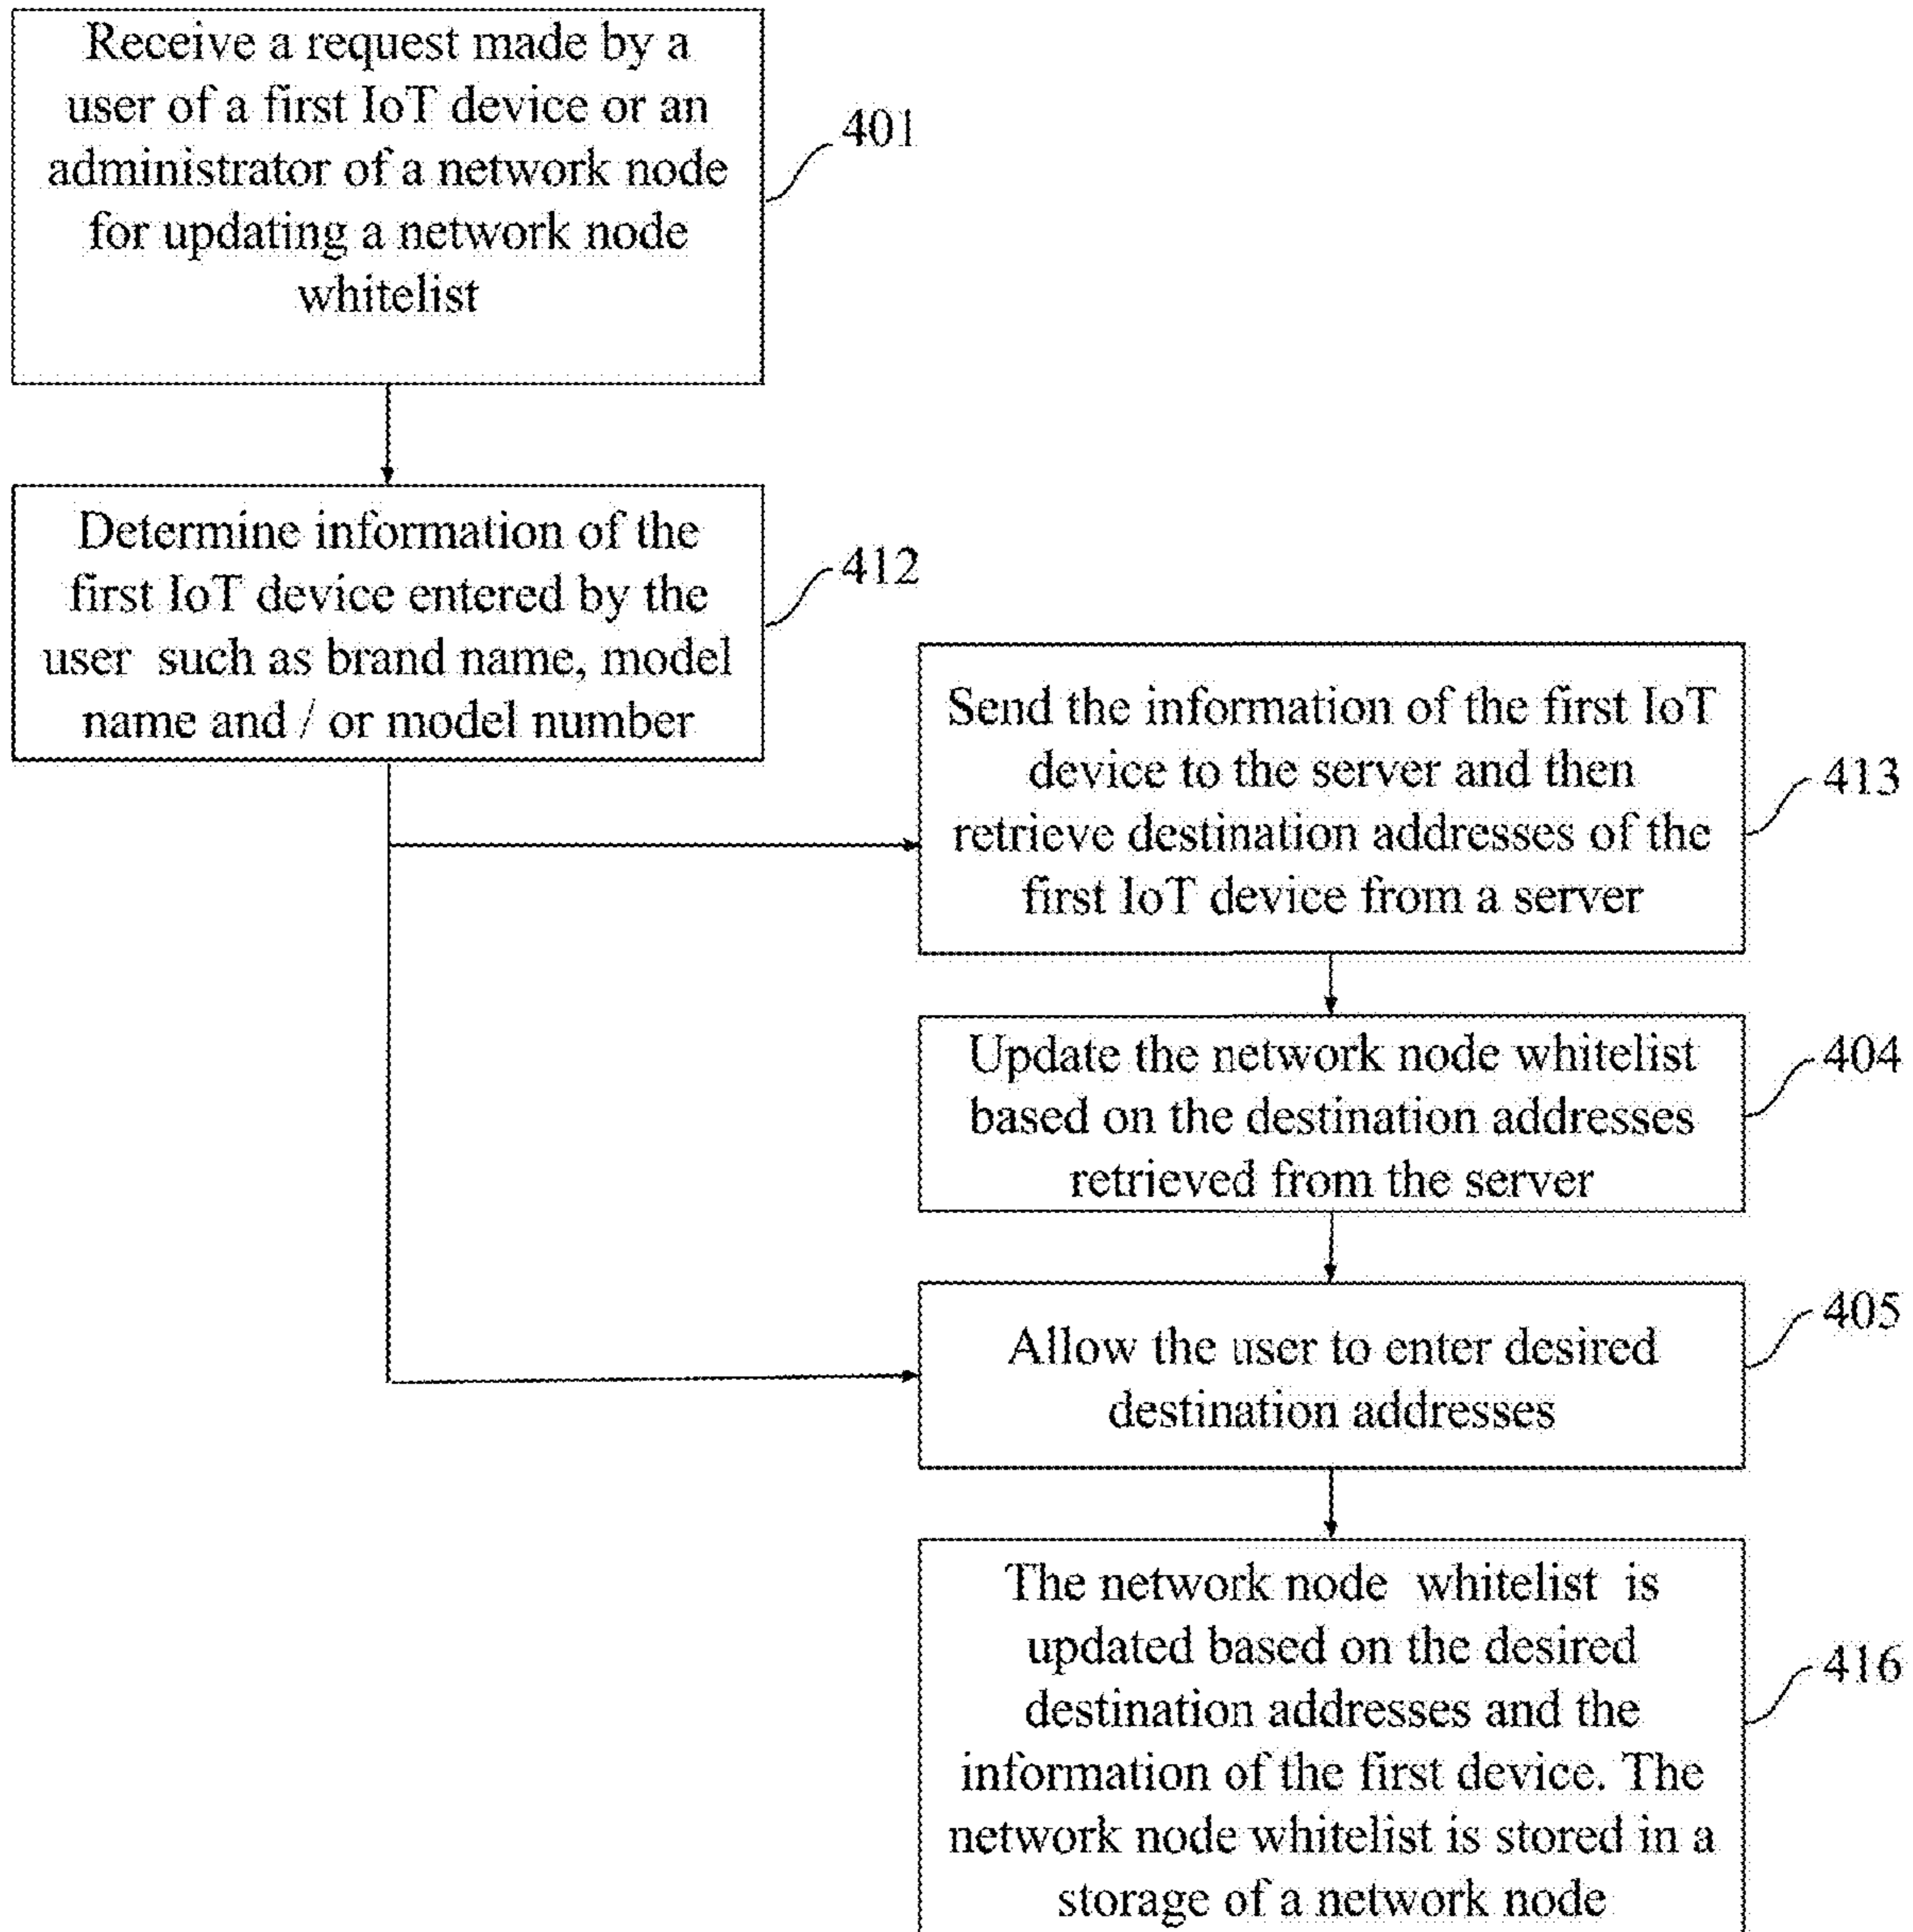 Receive a request made by a
user of a first IoT device or an
administrator of a network node
for updating a network node
whitelist
401
Determine information of the
first IoT device entered by the
user such as brand name, model
name and / or model number
412
Send the information of the first IoT
device to the server and then
retrieve destination addresses of the
first IoT device from a server
413
Update the network node whitelist
based on the destination addresses
retrieved from the server
404
Allow the user to enter desired
destination addresses
405
The network node whitelist is
updated based on the desired
destination addresses and the
information of the first device. The
network node whitelist is stored in a
storage of a network node
416